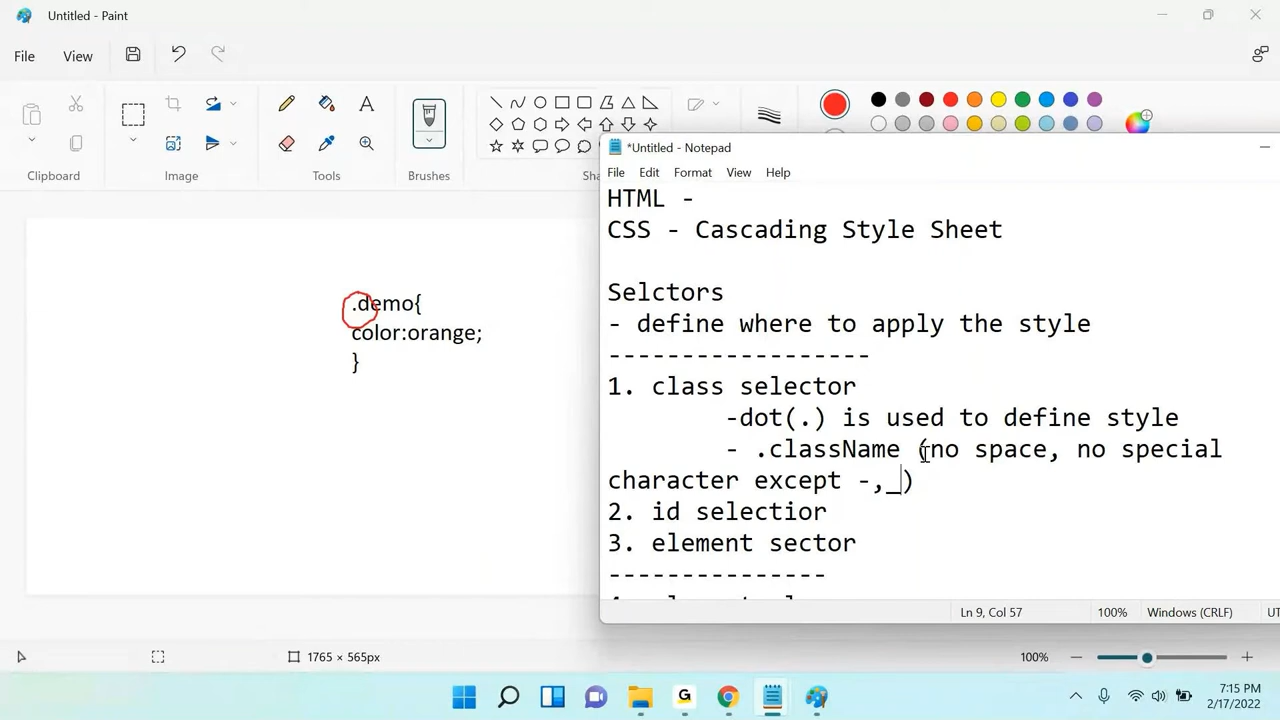 Untitled - Paint
File
View
Clipboard
Image
Tools
Brushes
Sha
*Untitled - Notepad
File
Edit
Format
View
Help
HTML -
CSS - Cascading Style Sheet
Selctors
- define where to apply the style
------------------
1. class selector
-dot(.) is used to define style
- .className (no space, no special
character except -,_)
2. id selectior
3. element sector
---------------
.demo{
color:orange;
}
Ln 9, Col 57
100%
Windows (CRLF)
UT
1765 × 565px
100%
G
7:15 PM
2/17/2022